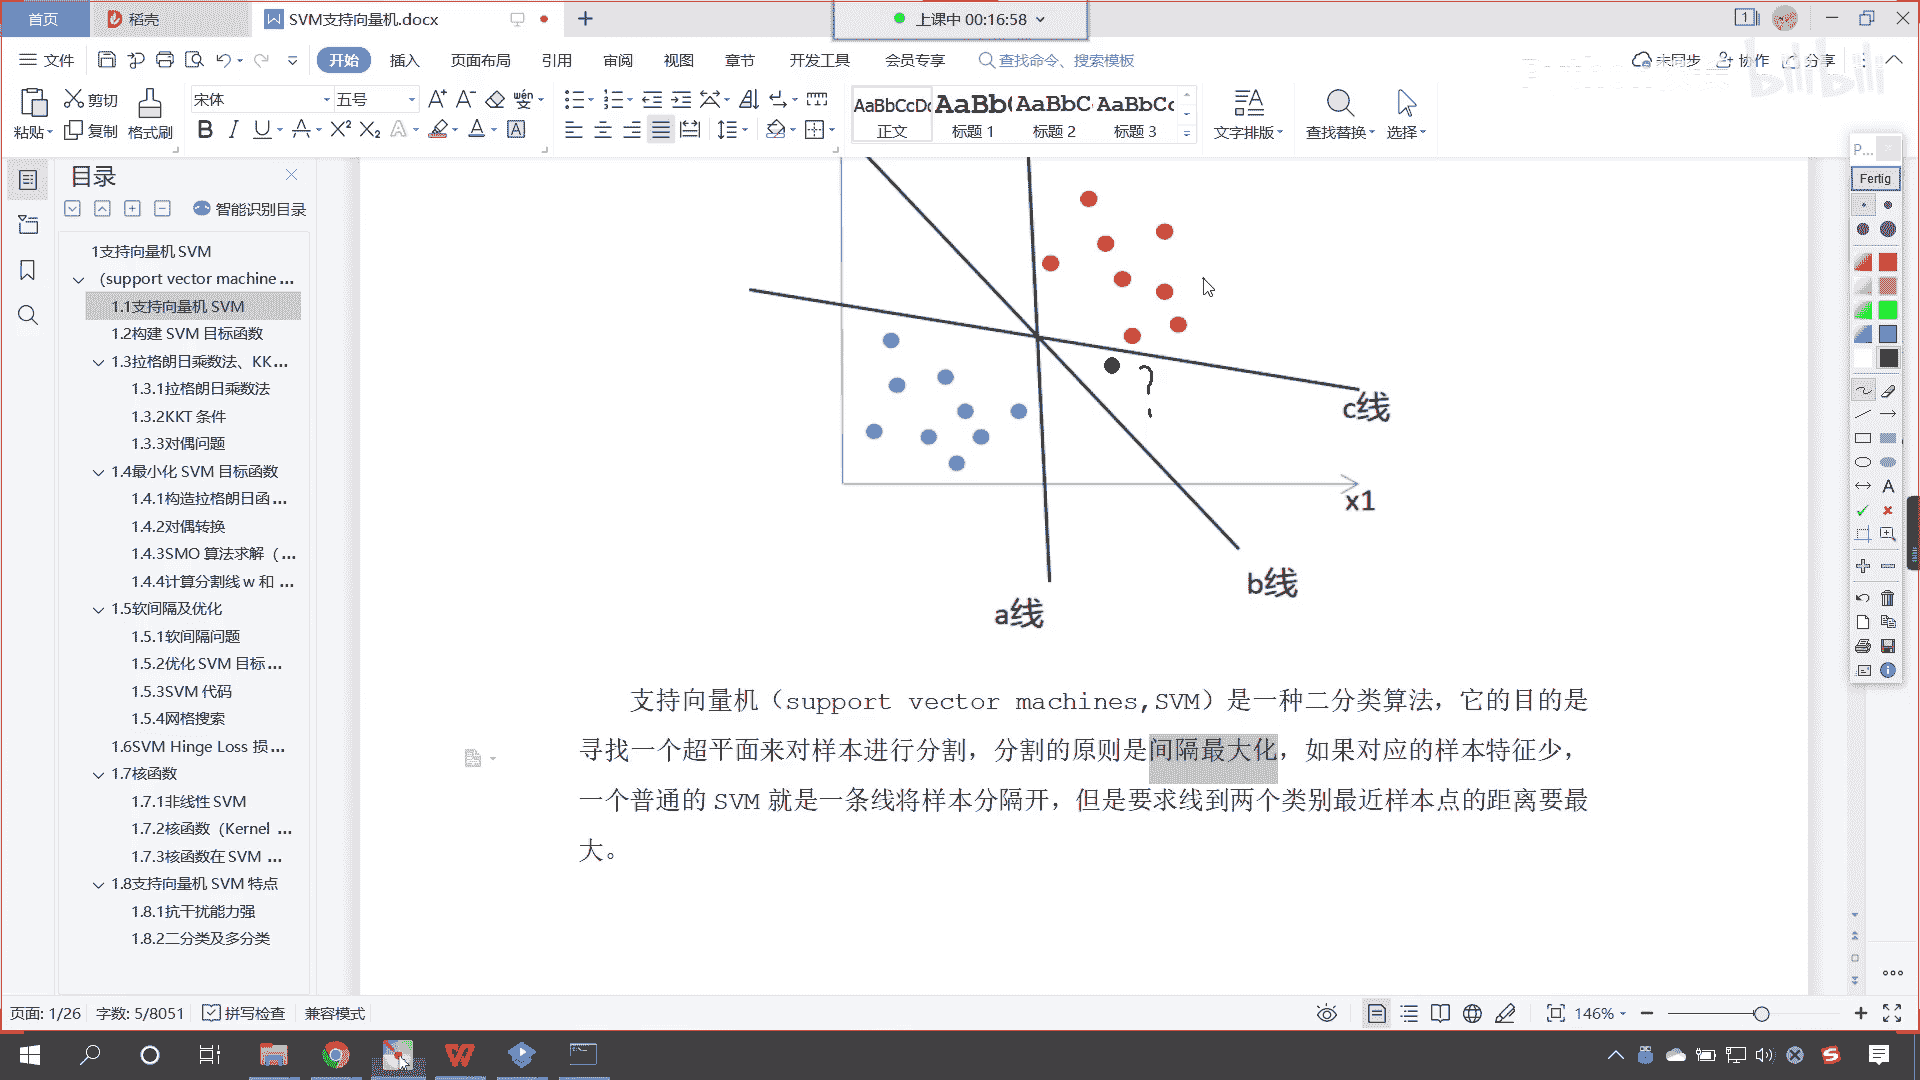 首页
稻壳
SVM支持向量机.docx
上课中 00:16:58
文件
开始
插入
页面布局
引用
审阅
视图
章节
开发工具
会员专享
查找命令、搜索模板
未同步
协作
分享
bilibili
粘贴
剪切
复制
格式刷
宋体
五号
AaBbCcDd
正文
AaBb(
标题 1
AaBbC
标题 2
AaBbCc
标题 3
文字排版
查找替换
选择
目录
智能识别目录
1支持向量机 SVM
（support vector machine ...
1.1支持向量机 SVM
1.2构建 SVM 目标函数
1.3拉格朗日乘数法、KK...
1.3.1拉格朗日乘数法
1.3.2KKT 条件
1.3.3对偶问题
1.4最小化 SVM 目标函数
1.4.1构造拉格朗日函 ...
1.4.2对偶转换
1.4.3SMO 算法求解（ ...
1.4.4计算分割线 w 和 ...
1.5软间隔及优化
1.5.1软间隔问题
1.5.2优化 SVM 目标 ...
1.5.3SVM 代码
1.5.4网格搜索
1.6SVM Hinge Loss 损...
1.7核函数
1.7.1非线性 SVM
1.7.2核函数（Kernel ...
1.7.3核函数在 SVM ...
1.8支持向量机 SVM 特点
1.8.1抗干扰能力强
1.8.2二分类及多分类
?
c线
x1
b线
a线
支持向量机（support vector machines,SVM）是一种二分类算法，它的目的是
寻找一个超平面来对样本进行分割，分割的原则是间隔最大化，如果对应的样本特征少，
一个普通的 SVM 就是一条线将样本分隔开，但是要求线到两个类别最近样本点的距离要最
大。
P...
Fertig
页面: 1/26
字数: 5/8051
拼写检查
兼容模式
146%